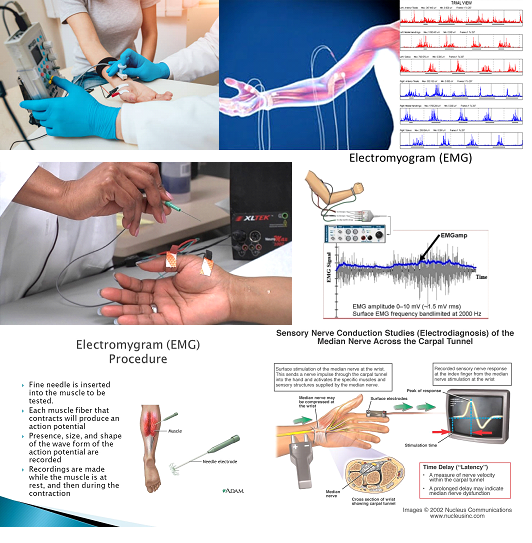 TRIAL VIEW
Electromyogram (EMG)
XLTEK
EMGamp
EMG Signal
Time
EMG amplitude 0~10 mV (~1.5 mV rms)
Surface EMG frequency bandlimited at 2000 Hz
Electromygram (EMG)
Procedure
Fine needle is inserted
into the muscle to be
tested.
Each muscle fiber that
contracts will produce an
action potential
Presence, size, and shape
of the wave form of the
action potential are
recorded
Recordings are made
while the muscle is at
rest, and then during the
contraction
Muscle
Needle electrode
ADAM.
Sensory Nerve Conduction Studies (Electrodiagnosis) of the
Median Nerve Across the Carpal Tunnel
Surface stimulation of the median nerve at the wrist.
This sends a nerve impulse through the carpal tunnel
into the hand and activates the specific muscles and
sensory structures supplied by the median nerve.
Recorded sensory nerve response
at the index finger from the median
nerve stimulation at the wrist
Peak of response
Median nerve may
be compressed at
the wrist
Surface electrodes
Stimulation time
Median
nerve
Cross section of wrist
showing carpal tunnel
Time Delay ("Latency")
• A measure of nerve velocity
within the carpal tunnel
• A prolonged delay may indicate
median nerve dysfunction
Images © 2002 Nucleus Communications
www.nucleusinc.com